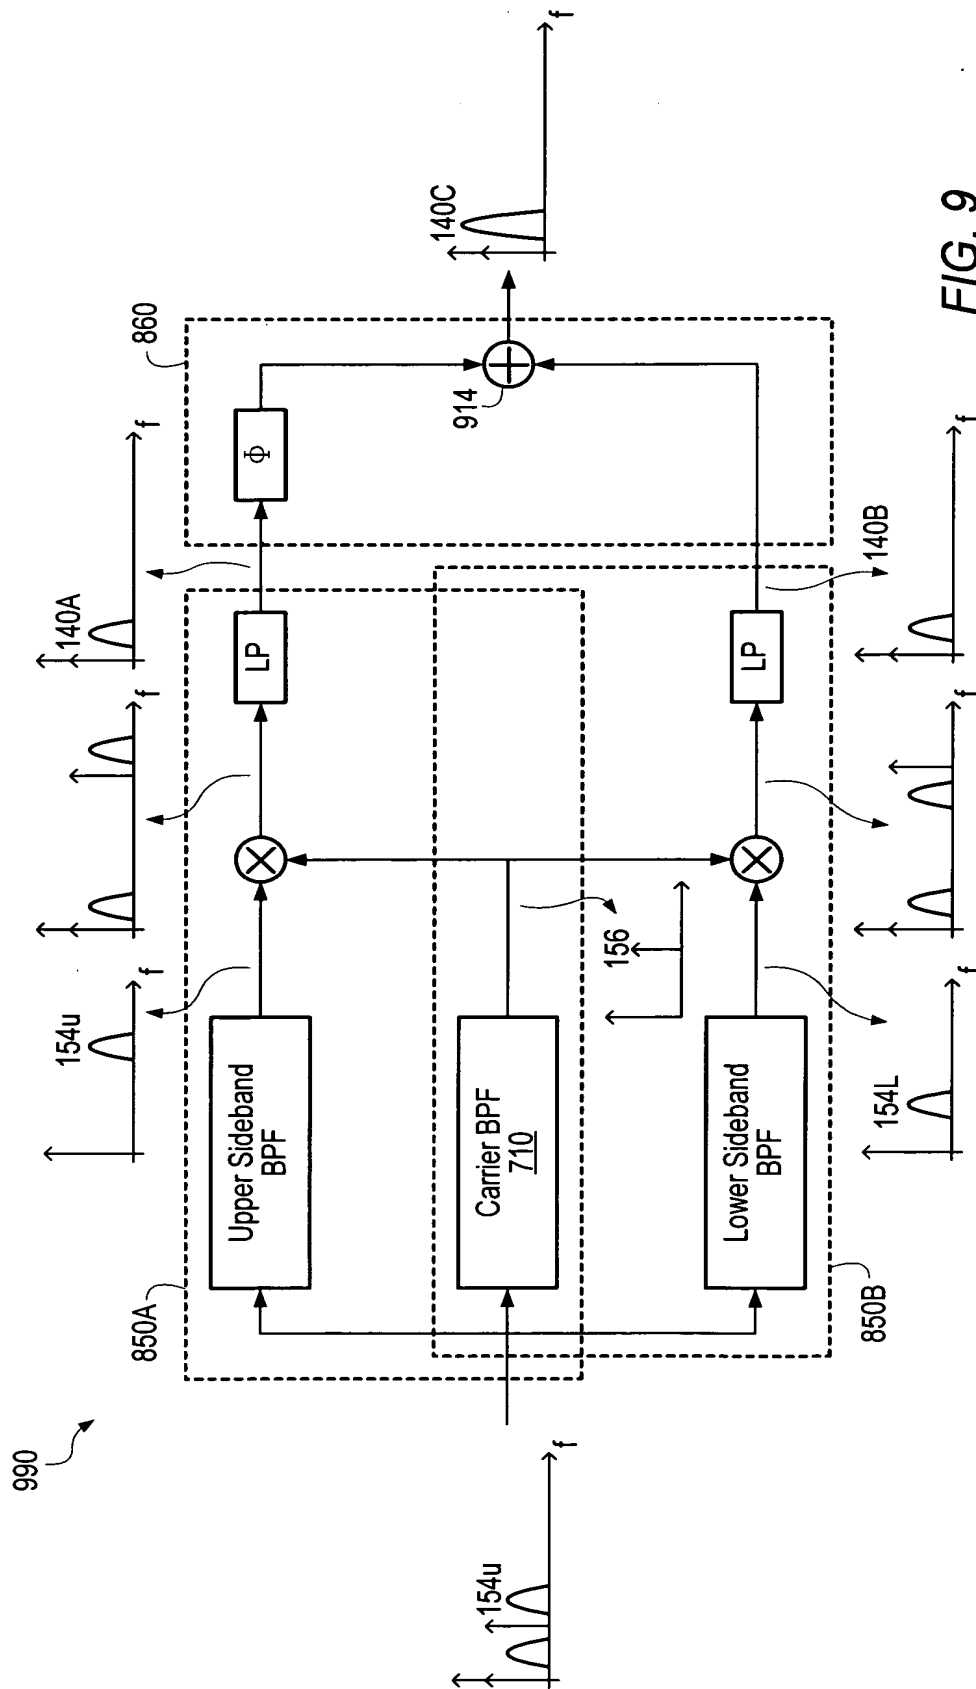 990
154u
f
850A
Upper Sideband
BPF
Carrier BPF
710
Lower Sideband
BPF
850B
154u
f
156
154L
f
f
f
LP
LP
140A
f
140B
f
860
Φ
914
140C
f
FIG. 9